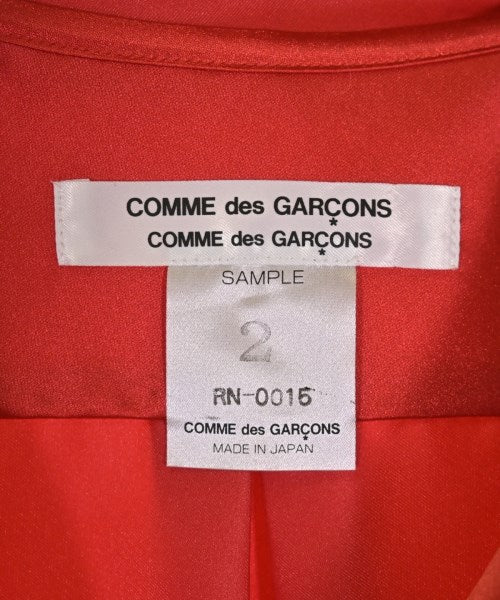 COMME des GARÇONS
COMME des GARÇONS
SAMPLE
2
RN-0015
COMME des GARÇONS
MADE IN JAPAN